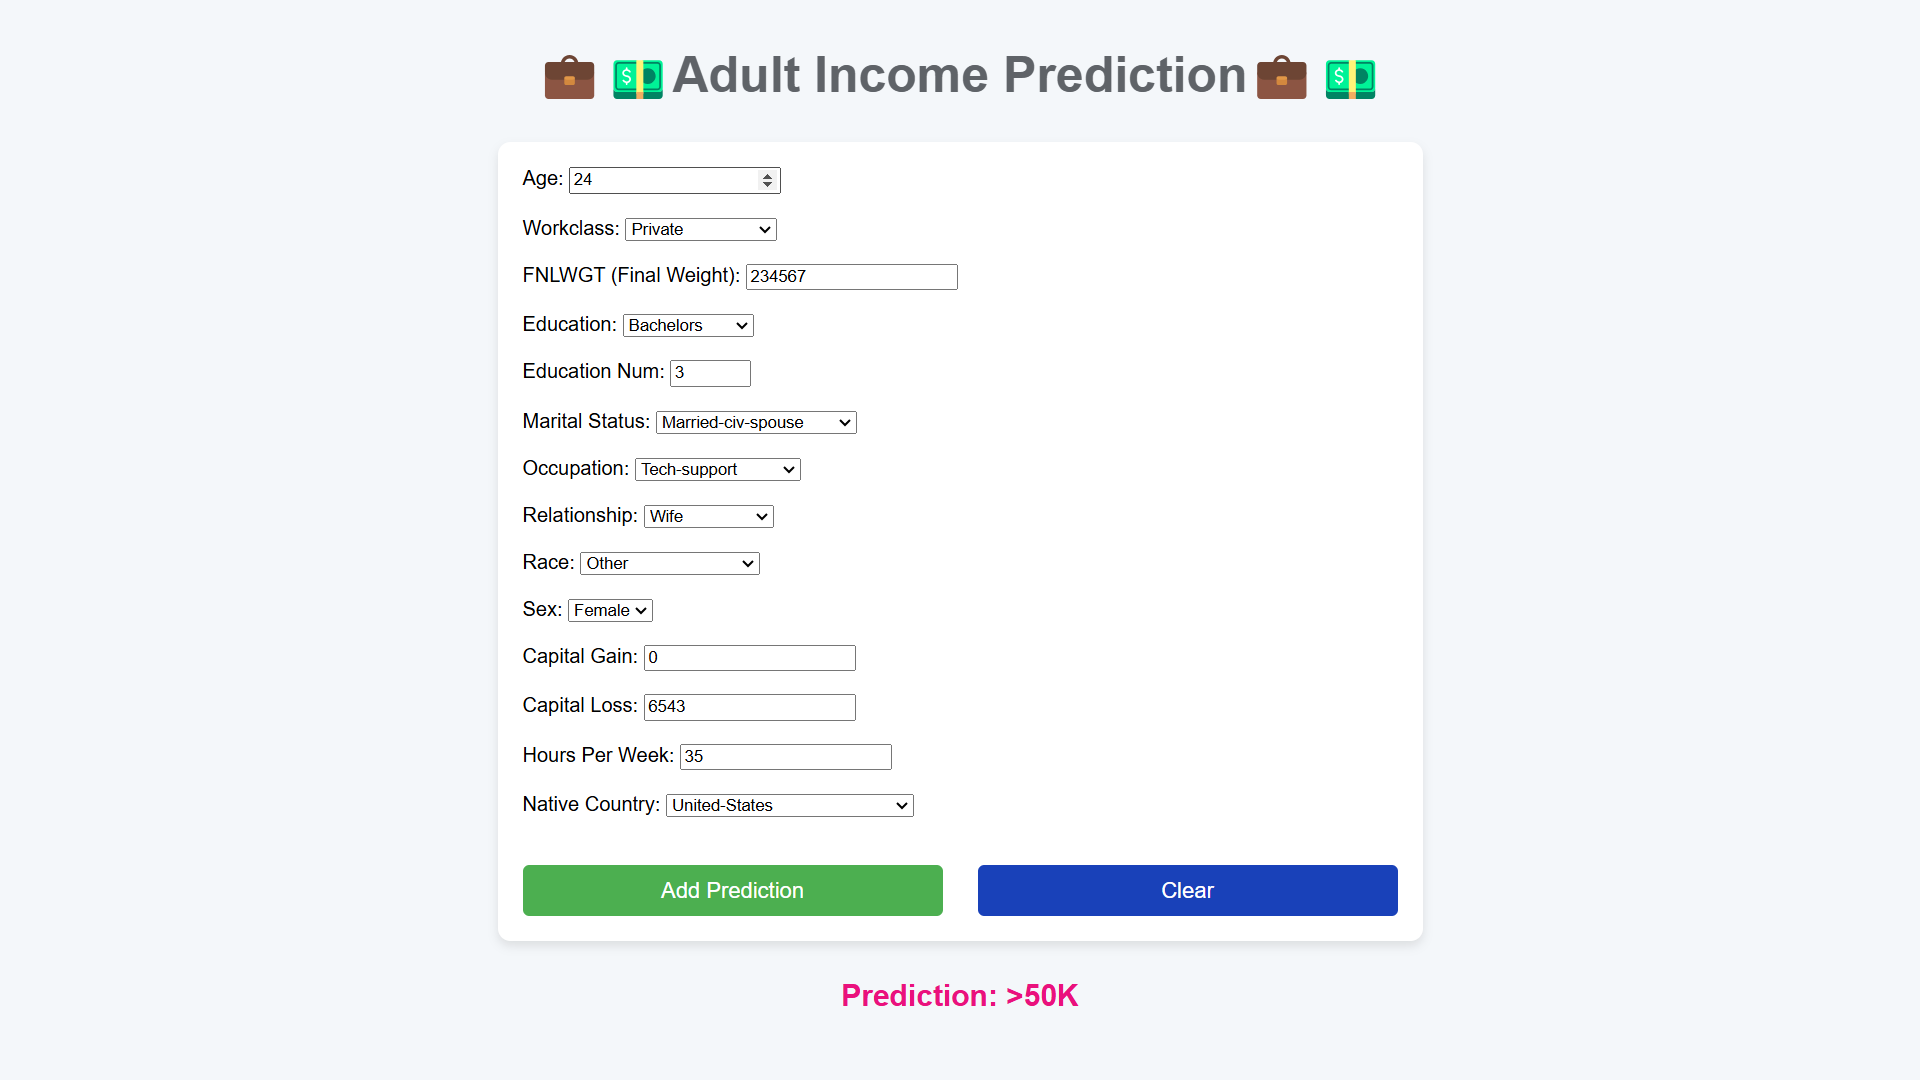 Adult Income Prediction
Age: 24
Workclass: Private
FNLWGT (Final Weight): 234567
Education: Bachelors
Education Num: 3
Marital Status: Married-civ-spouse
Occupation: Tech-support
Relationship: Wife
Race: Other
Sex: Female
Capital Gain: 0
Capital Loss: 6543
Hours Per Week: 35
Native Country: United-States
Add Prediction Clear
Prediction: >50K